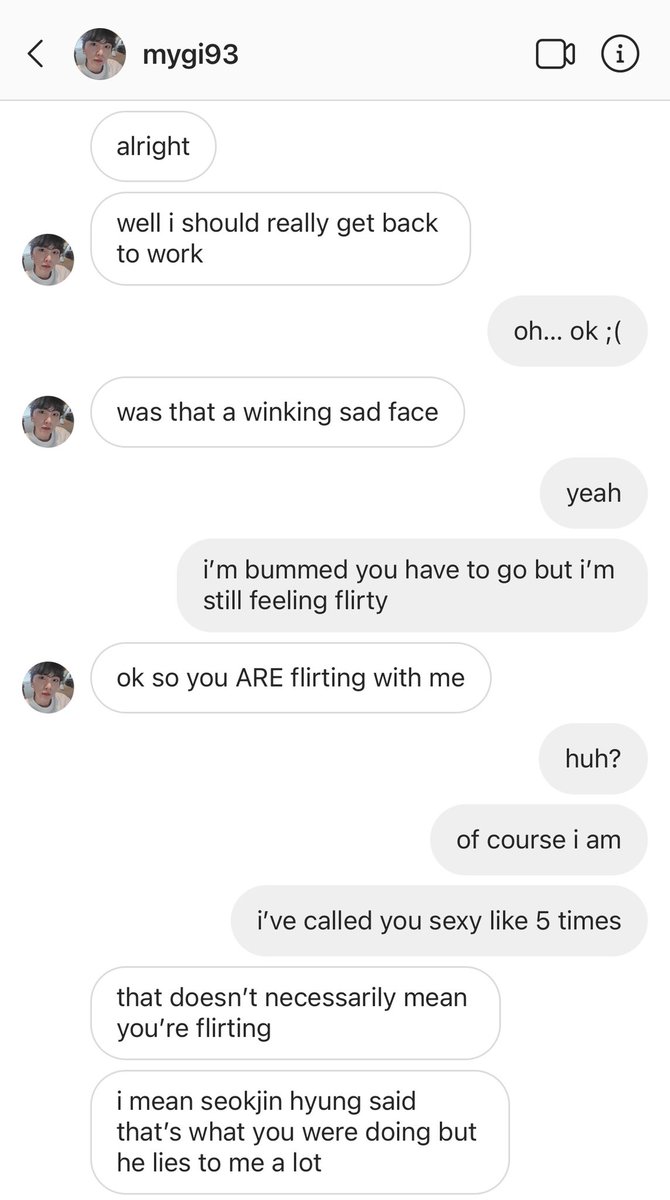 mygi93
alright
well i should really get back
to work
oh... ok ;(
was that a winking sad face
yeah
i'm bummed you have to go but i'm
still feeling flirty
ok so you ARE flirting with me
huh?
of course i am
i've called you sexy like 5 times
that doesn't necessarily mean
you're flirting
i mean seokjin hyung said
that's what you were doing but
he lies to me a lot